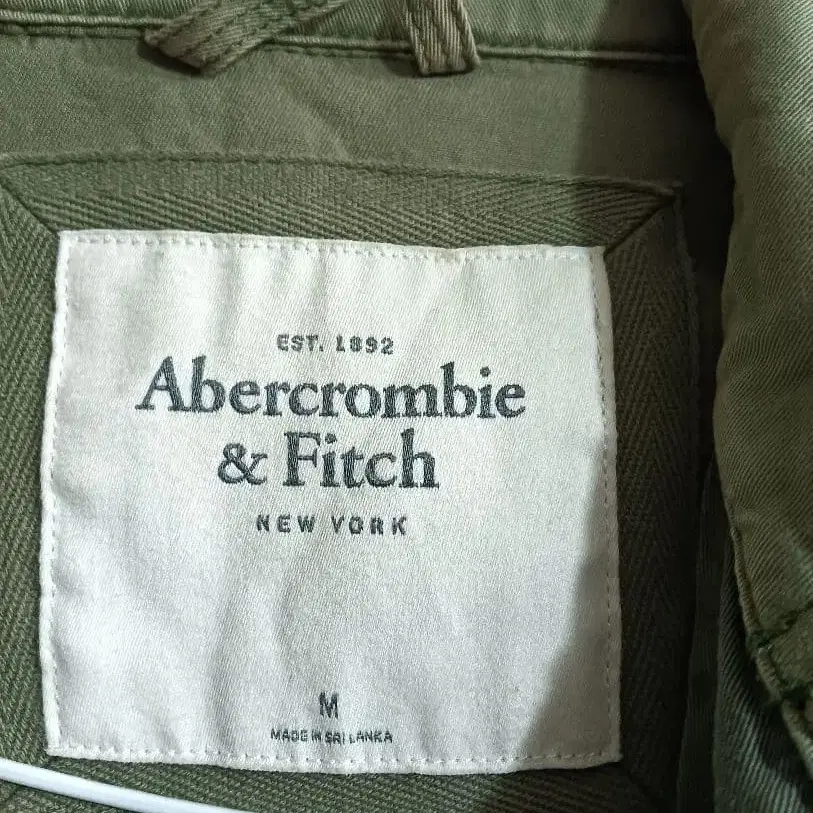 EST. 1892
Abercrombie
& Fitch
NEW YORK
M
MADE IN SRI LANKA